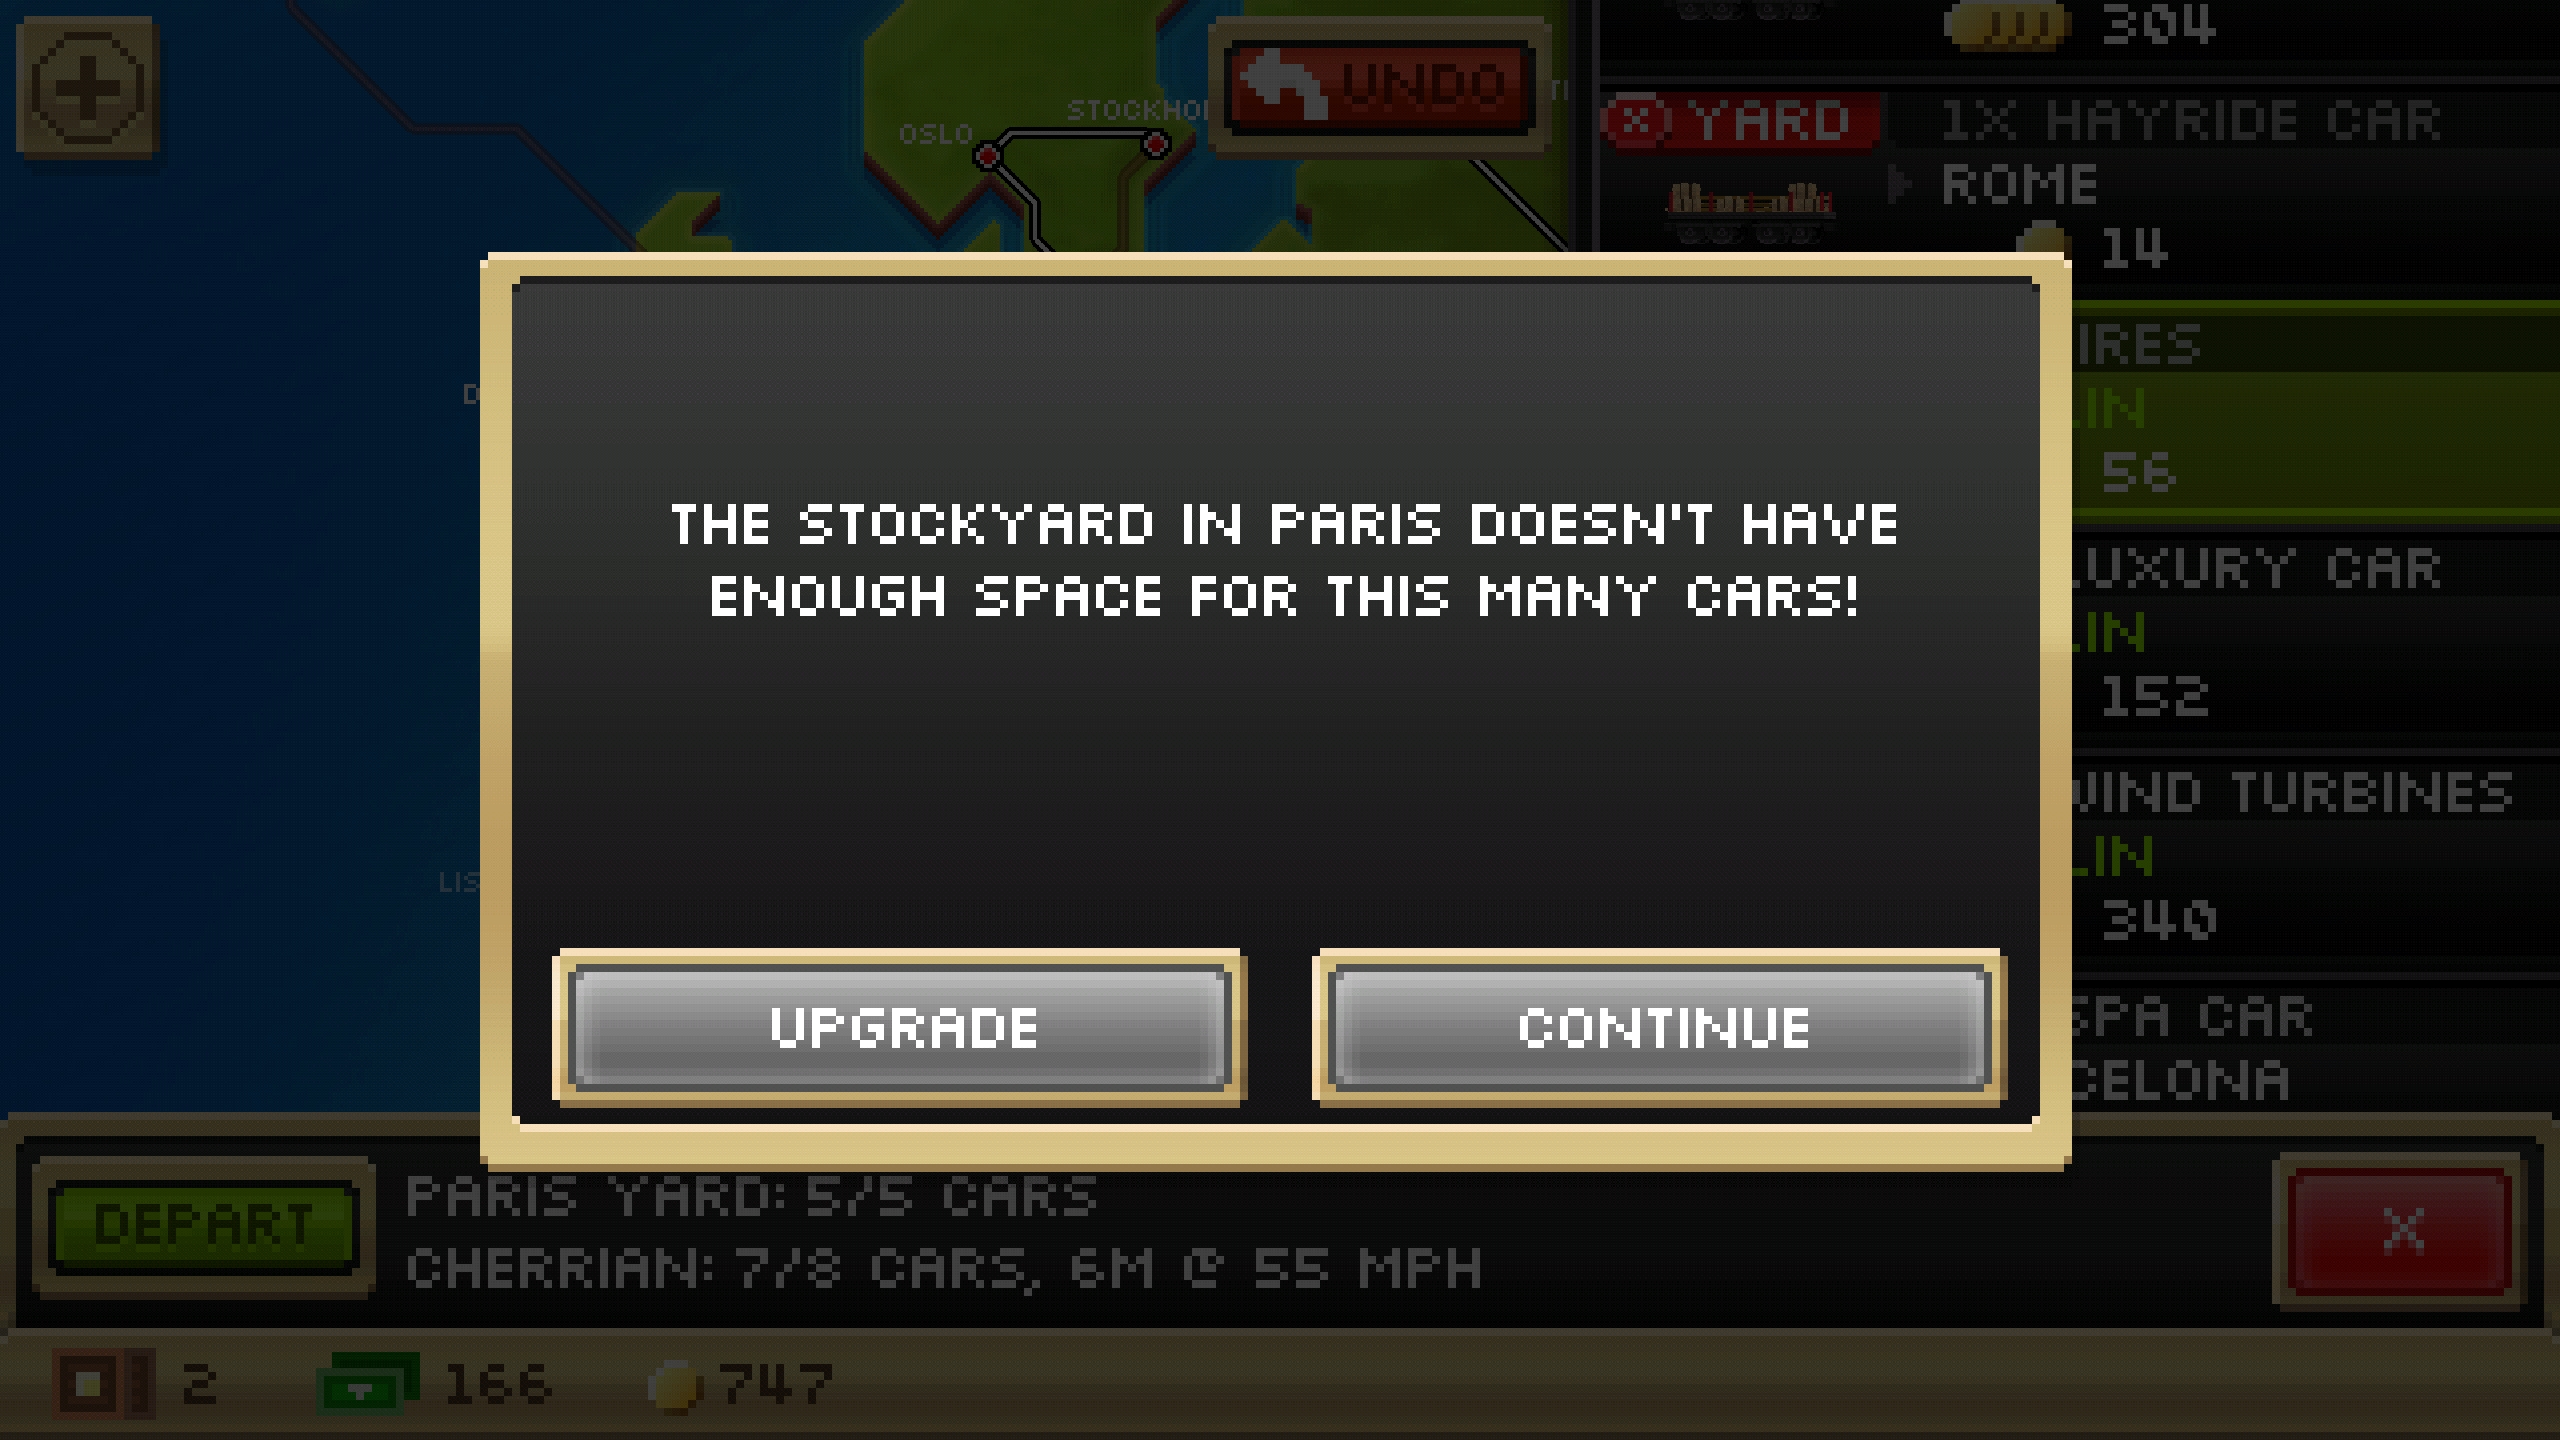 304
STOCKHO
UNDO
OSLO
YARD
1X HAYRIDE CAR
ROME
14
IRES
LIN
56
THE STOCKYARD IN PARIS DOESN'T HAVE
ENOUGH SPACE FOR THIS MANY CARS!
LUXURY CAR
LIN
152
WIND TURBINES
LIN
340
LIS
SPA CAR
CELONA
UPGRADE
CONTINUE
DEPART
PARIS YARD: 5/5 CARS
CHERRIAN: 7/8 CARS, 6M @ 55 MPH
X
2
166
747